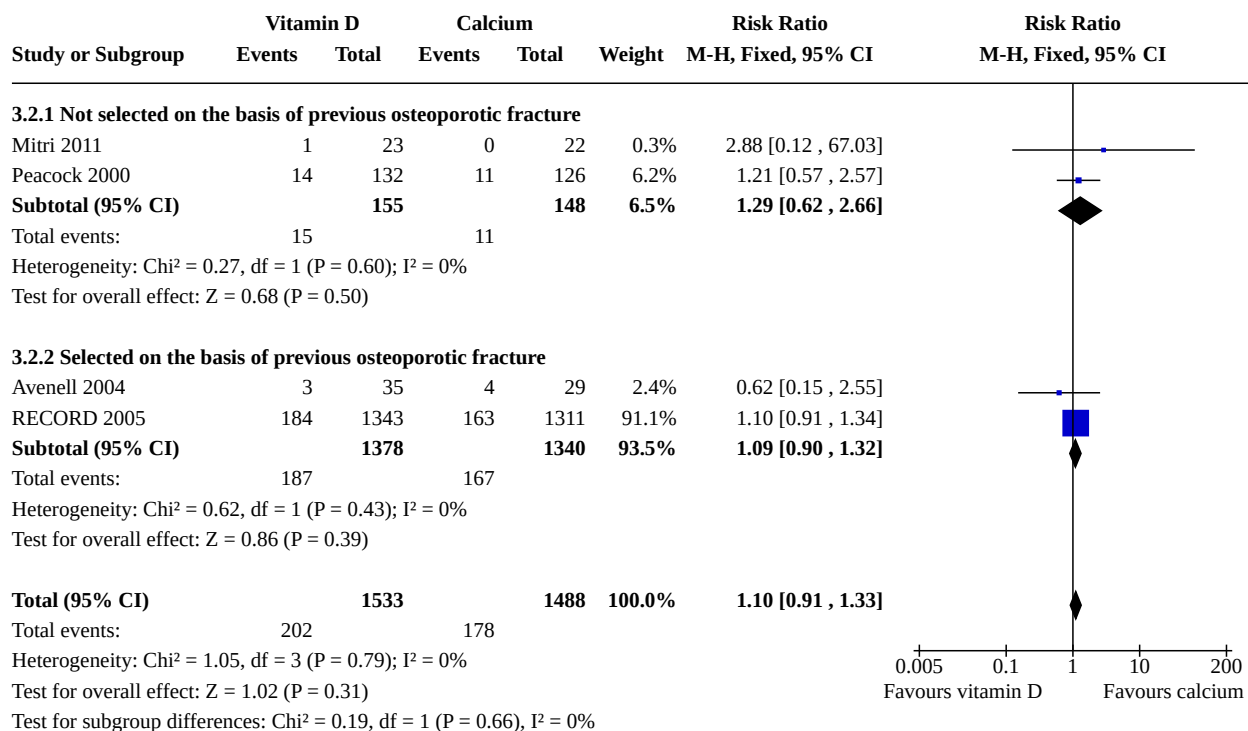 Vitamin D Calcium Risk Ratio Risk Ratio
Study or Subgroup Events Total Events Total Weight M-H, Fixed, 95% CI M-H, Fixed, 95% CI
3.2.1 Not selected on the basis of previous osteoporotic fracture
Mitri 2011 1 23 0 22 0.3% 2.88 [0.12 , 67.03]
Peacock 2000 14 132 11 126 6.2% 1.21 [0.57 , 2.57]
Subtotal (95% CI) 155 148 6.5% 1.29 [0.62 , 2.66]
Total events: 15 11
Heterogeneity: Chi² = 0.27, df = 1 (P = 0.60); I² = 0%
Test for overall effect: Z = 0.68 (P = 0.50)
3.2.2 Selected on the basis of previous osteoporotic fracture
Avenell 2004 3 35 4 29 2.4% 0.62 [0.15 , 2.55]
RECORD 2005 184 1343 163 1311 91.1% 1.10 [0.91 , 1.34]
Subtotal (95% CI) 1378 1340 93.5% 1.09 [0.90 , 1.32]
Total events: 187 167
Heterogeneity: Chi² = 0.62, df = 1 (P = 0.43); I² = 0%
Test for overall effect: Z = 0.86 (P = 0.39)
Total (95% CI) 1533 1488 100.0% 1.10 [0.91 , 1.33]
Total events: 202 178
Heterogeneity: Chi² = 1.05, df = 3 (P = 0.79); I² = 0%
Test for overall effect: Z = 1.02 (P = 0.31)
Test for subgroup differences: Chi² = 0.19, df = 1 (P = 0.66), I² = 0%
0.005 0.1 1 10 200
Favours vitamin D Favours calcium